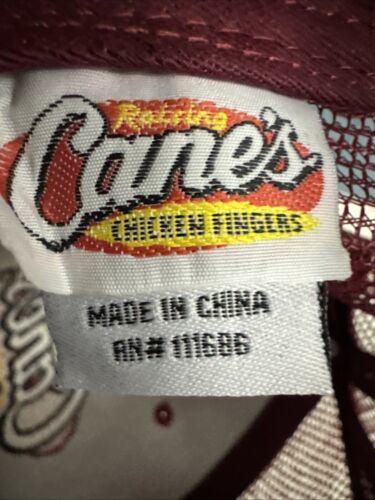 Raising
Cane's
CHICKEN FINGERS
MADE IN CHINA
RN# 111686